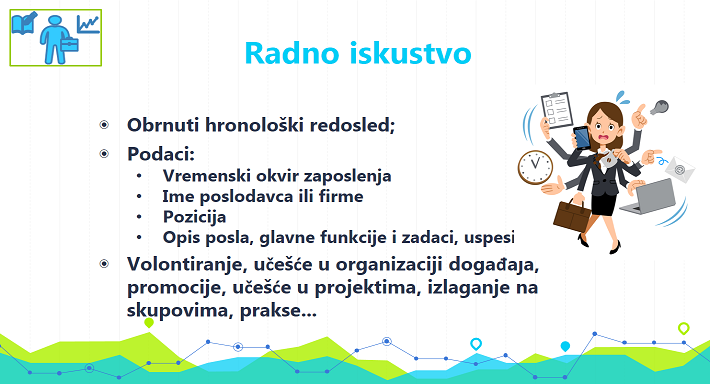 Radno iskustvo
Obrnuti hronološki redosled;
Podaci:
Vremenski okvir zaposlenja
Ime poslodavca ili firme
Pozicija
Opis posla, glavne funkcije i zadaci, uspesi
Volontiranje, učešće u organizaciji događaja,
promocije, učešće u projektima, izlaganje na
skupovima, prakse...